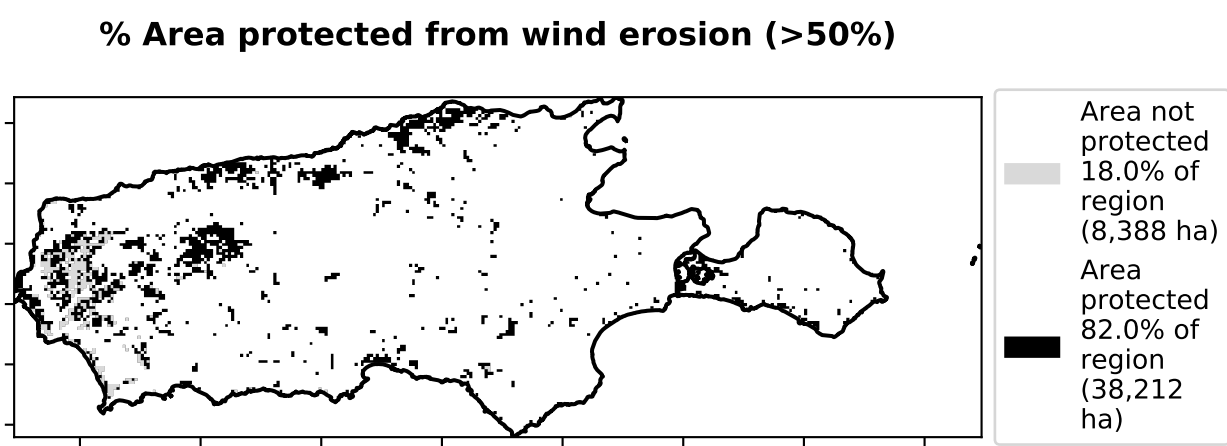 % Area protected from wind erosion (>50%)
Area not
protected
18.0% of
region
(8,388 ha)
Area
protected
82.0% of
region
(38,212
ha)